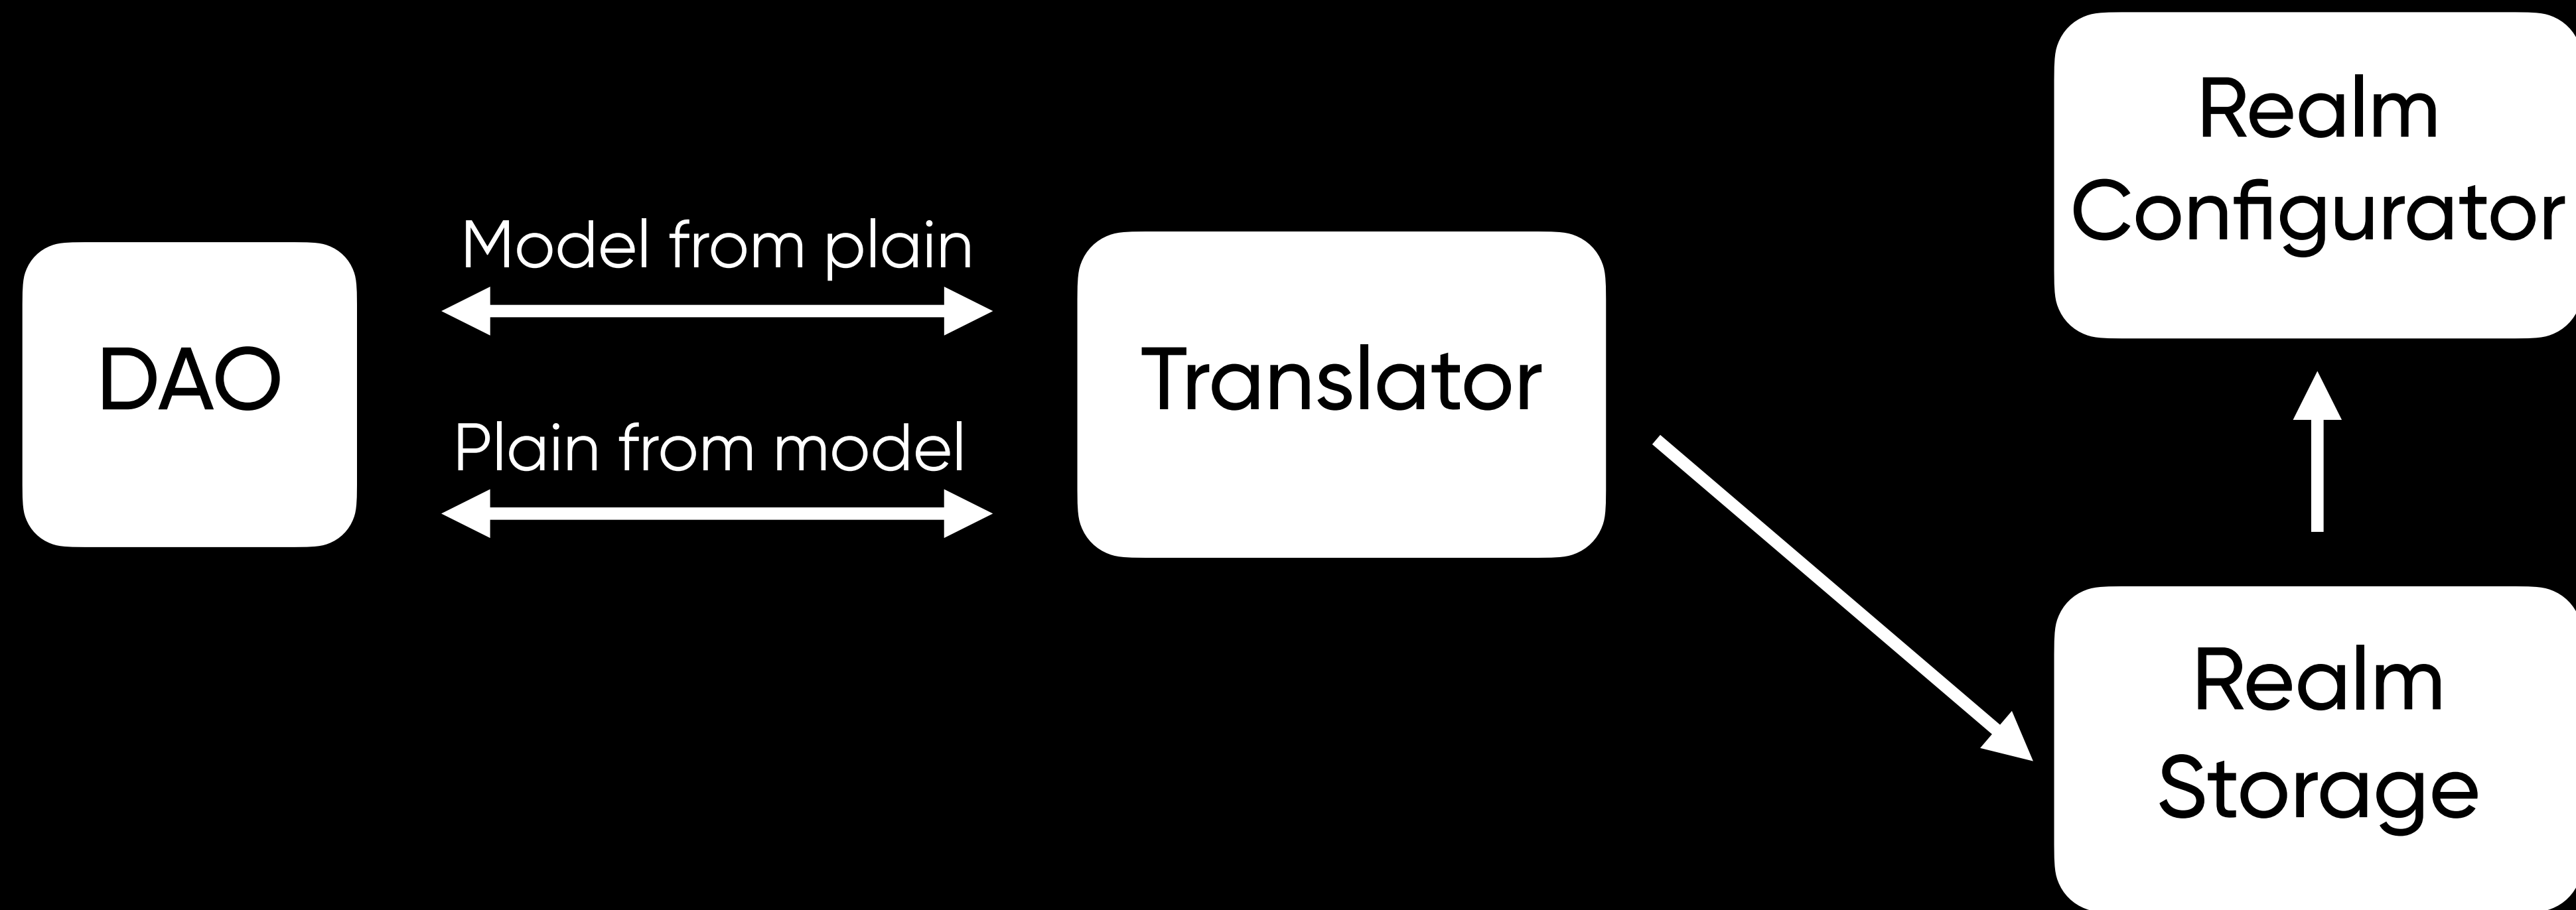 DAO
Model from plain
Plain from model
Translator
Realm
Configurator
Realm
Storage